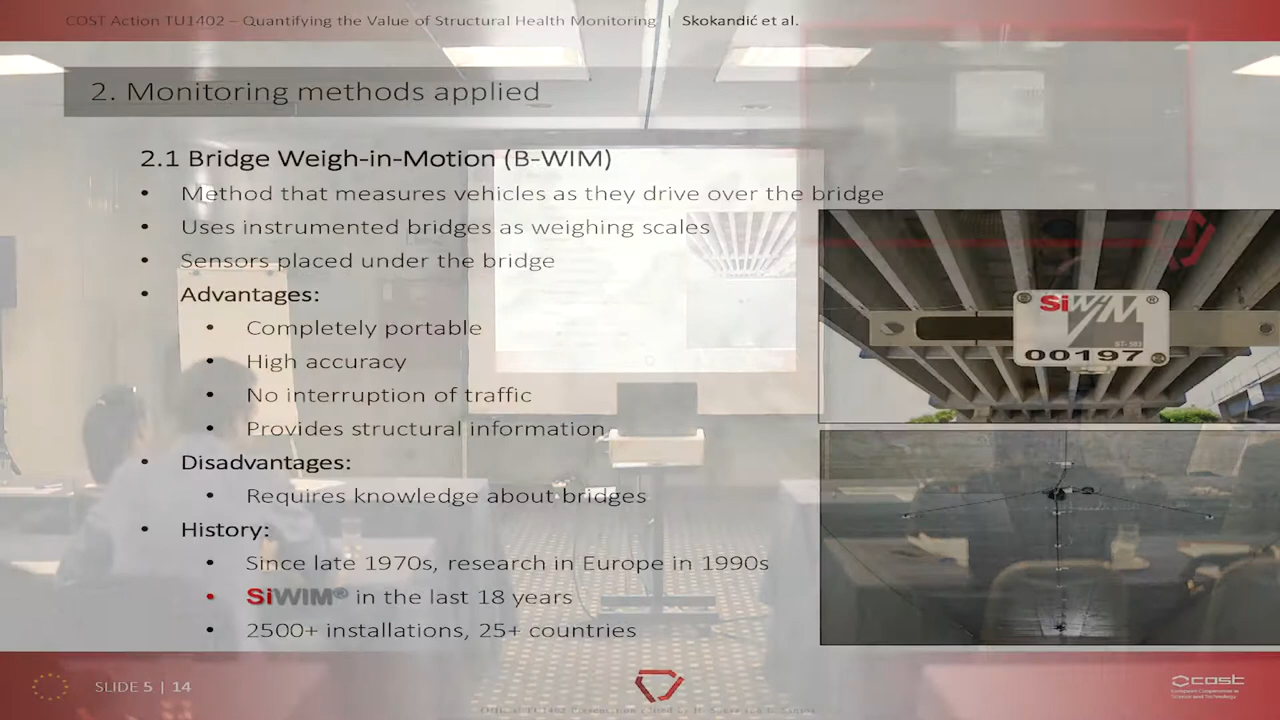 COST Action TU1402 – Quantifying the Value of Structural Health Monitoring | Skokandić et al.
2. Monitoring methods applied
2.1 Bridge Weigh-in-Motion (B-WIM)
• Method that measures vehicles as they drive over the bridge
• Uses instrumented bridges as weighing scales
• Sensors placed under the bridge
• Advantages:
• Completely portable
• High accuracy
• No interruption of traffic
• Provides structural information
• Disadvantages:
• Requires knowledge about bridges
• History:
• Since late 1970s, research in Europe in 1990s
• SiWIM® in the last 18 years
• 2500+ installations, 25+ countries
SiWIM®
00197
SLIDE 5 | 14
cost